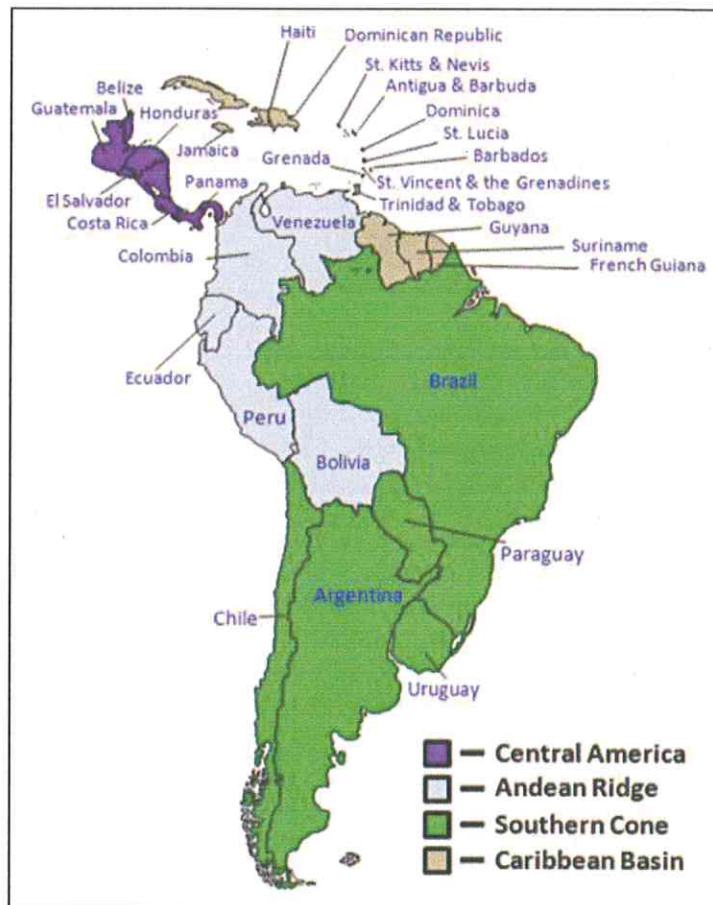 Haiti
Dominican Republic
St. Kitts & Nevis
Antigua & Barbuda
Belize
Guatemala
Honduras
Dominica
Jamaica
St. Lucia
Grenada
Barbados
El Salvador
Panama
St. Vincent & the Grenadines
Costa Rica
Trinidad & Tobago
Venezuela
Guyana
Colombia
Suriname
French Guiana
Ecuador
Brazil
Peru
Bolivia
Paraguay
Argentina
Chile
Uruguay
— Central America
— Andean Ridge
— Southern Cone
— Caribbean Basin